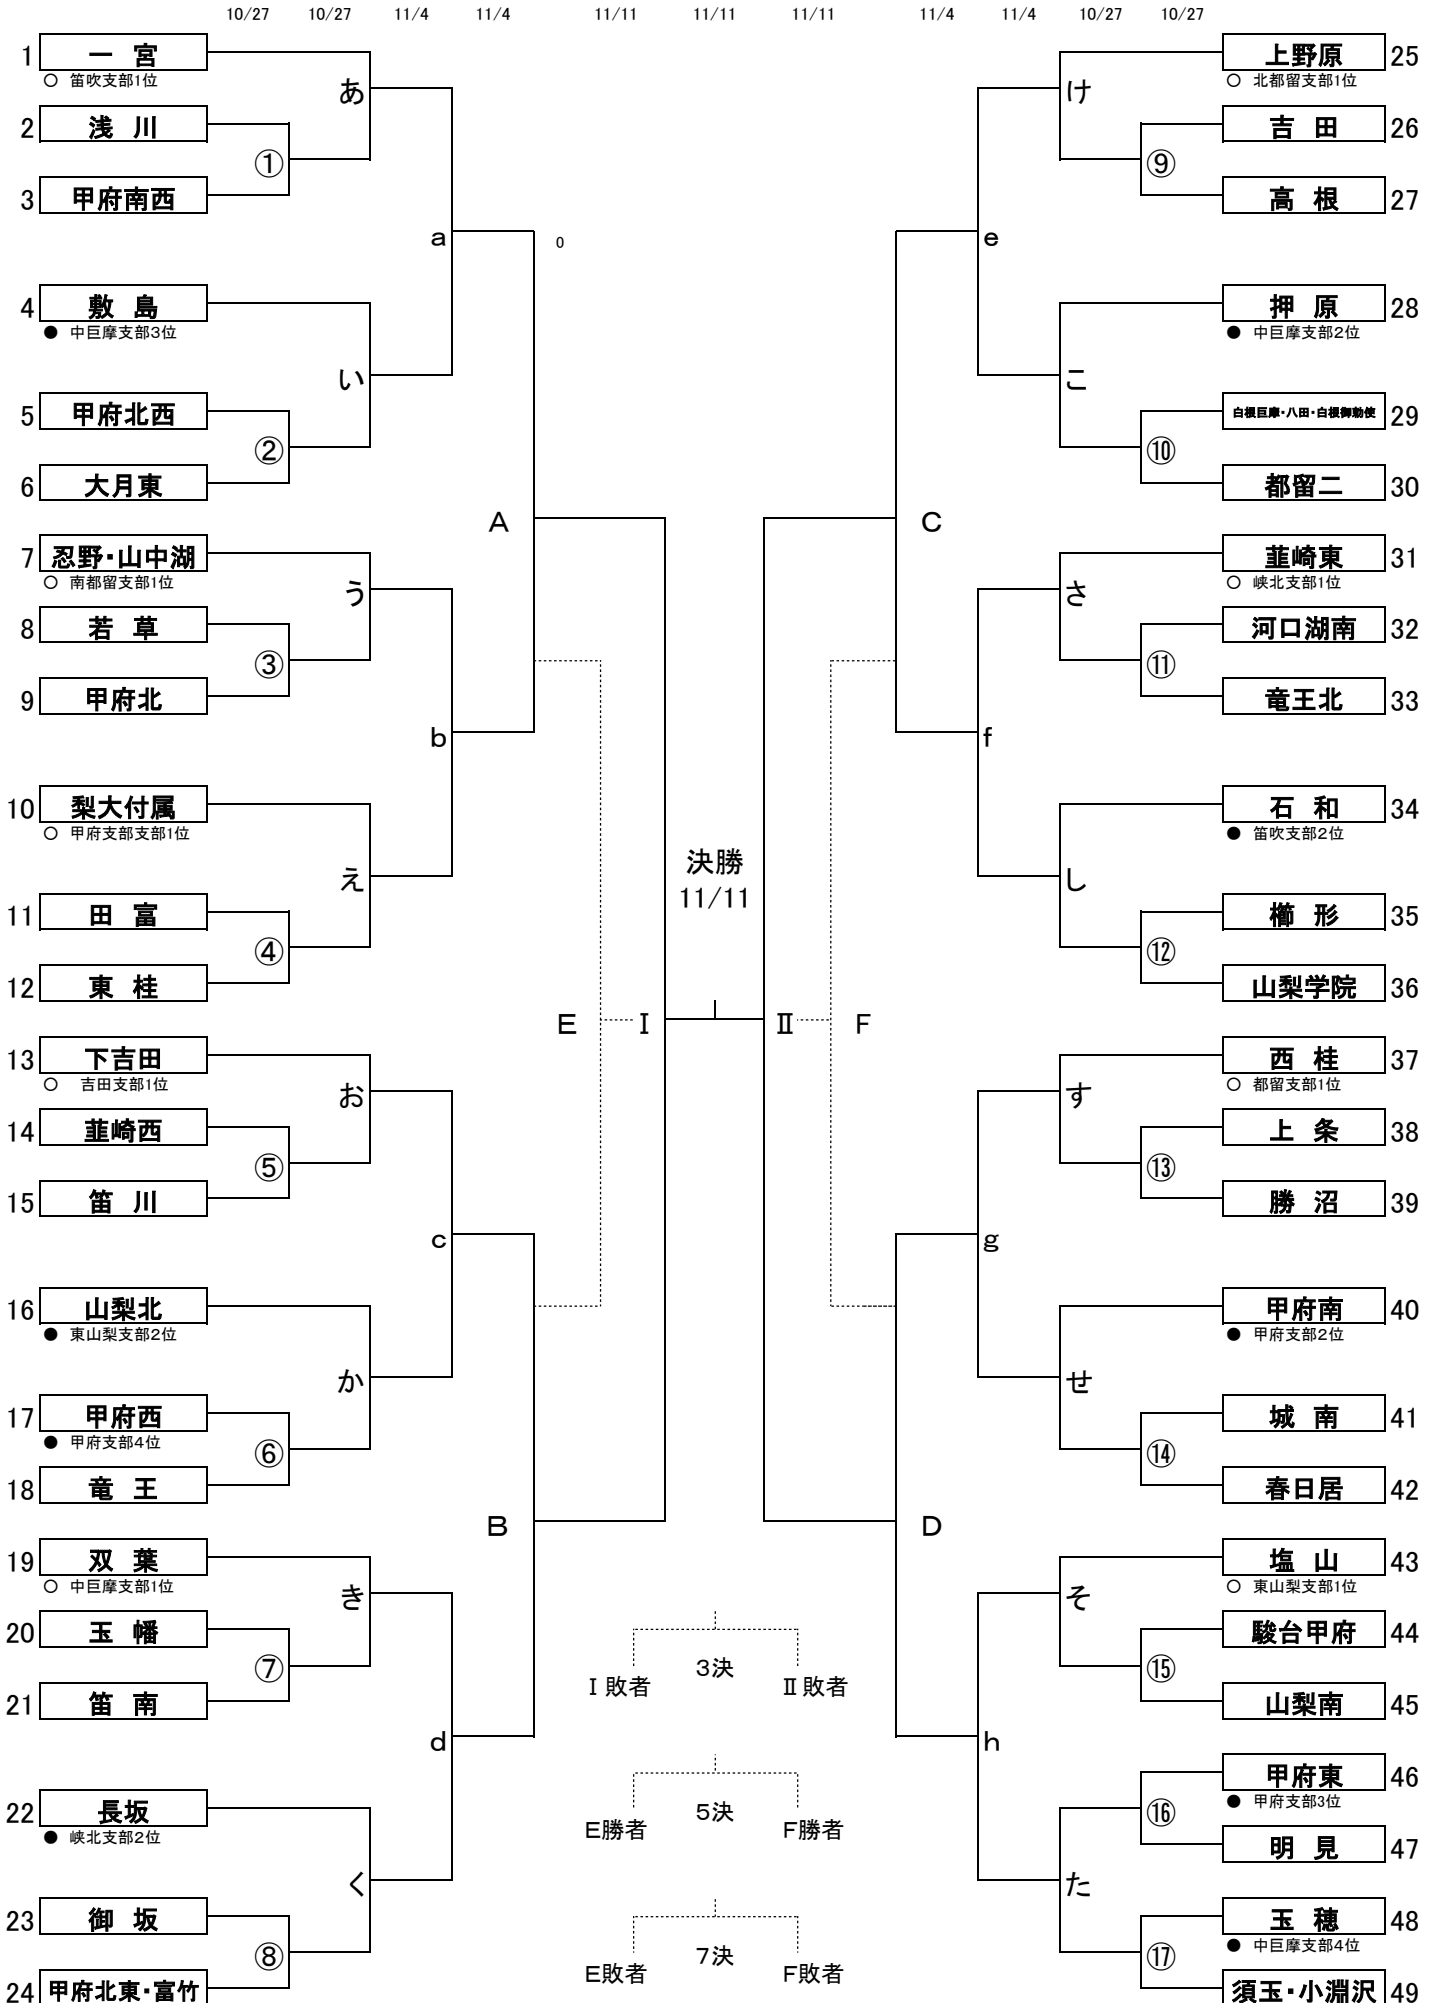 10/27 10/27 11/4 11/4 11/11 11/11 11/11 11/4 11/4 10/27 10/27
1 一 宮
○ 笛吹支部1位
あ
2 浅 川
①
3 甲府南西
a
0
4 敷 島
● 中巨摩支部3位
い
5 甲府北西
②
6 大月東
A
7 忍野・山中湖
○ 南都留支部1位
う
8 若 草
③
9 甲府北
b
10 梨大付属
○ 甲府支部支部1位
え
11 田 富
④
12 東 桂
13 下吉田
○ 吉田支部1位
お
14 韮崎西
⑤
15 笛 川
c
16 山梨北
● 東山梨支部2位
か
17 甲府西
● 甲府支部4位
⑥
18 竜 王
B
19 双 葉
○ 中巨摩支部1位
き
20 玉 幡
⑦
21 笛 南
d
22 長坂
● 峡北支部2位
く
23 御 坂
⑧
24 甲府北東・富竹
決勝
11/11
E Ⅰ Ⅱ F
3決
Ⅰ敗者 Ⅱ敗者
5決
E勝者 F勝者
7決
E敗者 F敗者
上野原 25
○ 北都留支部1位
け
吉 田 26
⑨
高 根 27
e
押 原 28
● 中巨摩支部2位
こ
白根巨摩・八田・白根御勅使 29
⑩
都留二 30
C
韮崎東 31
○ 峡北支部1位
さ
河口湖南 32
⑪
竜王北 33
f
石 和 34
● 笛吹支部2位
し
櫛 形 35
⑫
山梨学院 36
西 桂 37
○ 都留支部1位
す
上 条 38
⑬
勝 沼 39
g
甲府南 40
● 甲府支部2位
せ
城 南 41
⑭
春日居 42
D
塩 山 43
○ 東山梨支部1位
そ
駿台甲府 44
⑮
山梨南 45
h
甲府東 46
● 甲府支部3位
⑯
明 見 47
た
玉 穂 48
● 中巨摩支部4位
⑰
須玉・小淵沢 49